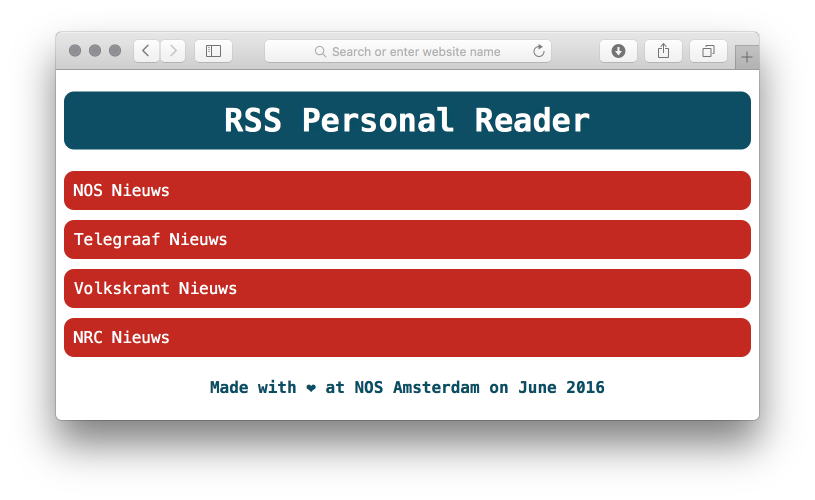 Search or enter website name
RSS Personal Reader
NOS Nieuws
Telegraaf Nieuws
Volkskrant Nieuws
NRC Nieuws
Made with ❤ at NOS Amsterdam on June 2016